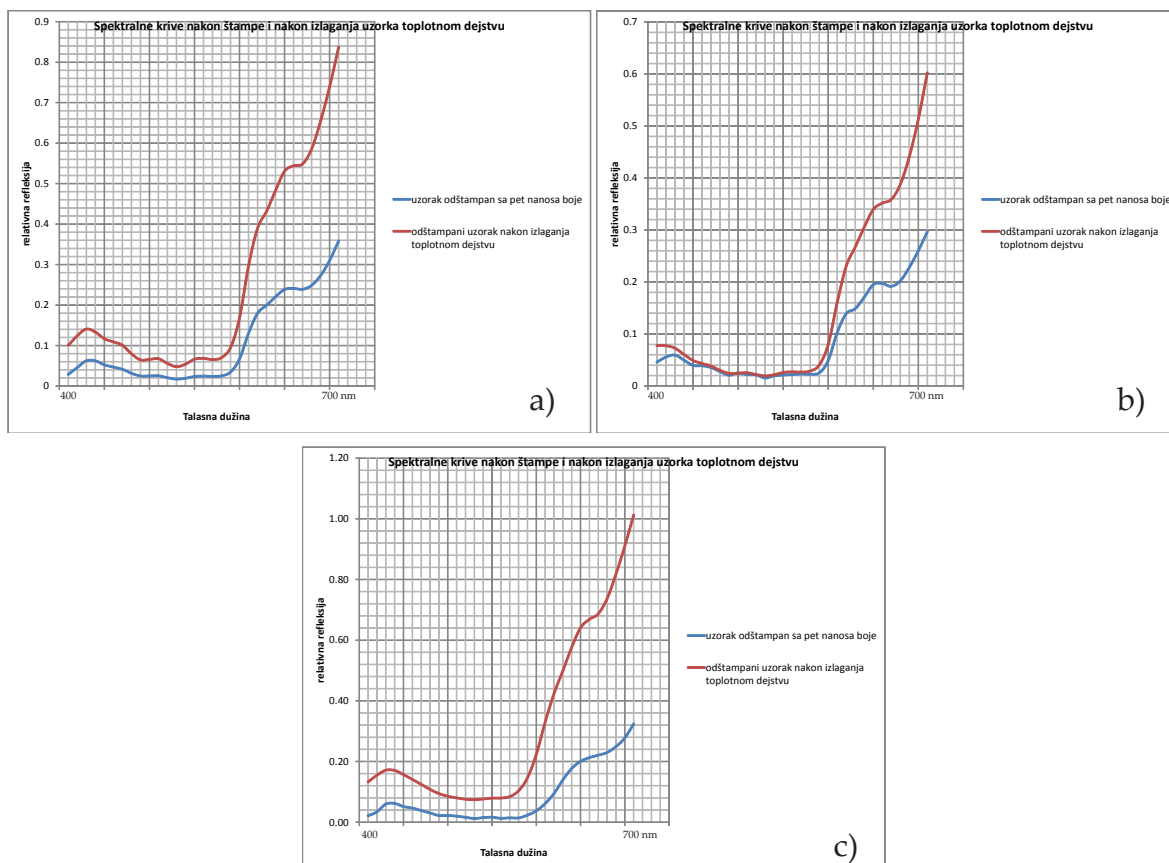 Spektralne krive nakon štampe i nakon izlaganja uzorka toplotnom dejstvu
0.9
0.8
0.7
0.6
0.5
0.4
0.3
0.2
0.1
0
relativna refleksija
400
700 nm
Talasna dužina
uzorak odštampan sa pet nanosa boje
odštampani uzorak nakon izlaganja
toplotnom dejstvu
a)
Spektralne krive nakon štampe i nakon izlaganja uzorka toplotnom dejstvu
0.7
0.6
0.5
0.4
0.3
0.2
0.1
0
relativna refleksija
400
700 nm
Talasna dužina
uzorak odštampan sa pet nanosa boje
odštampani uzorak nakon izlaganja
toplotnom dejstvu
b)
Spektralne krive nakon štampe i nakon izlaganja uzorka toplotnom dejstvu
1.20
1.00
0.80
0.60
0.40
0.20
0.00
relativna refleksija
400
700 nm
Talasna dužina
uzorak odštampan sa pet nanosa boje
odštampani uzorak nakon izlaganja
toplotnom dejstvu
c)